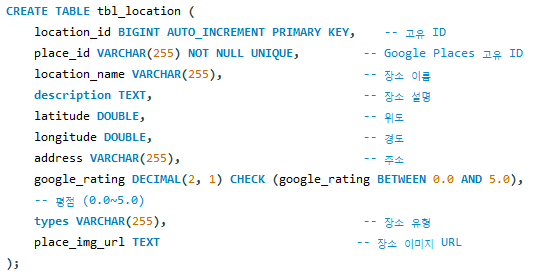 CREATE TABLE tbl_location (
location_id BIGINT AUTO_INCREMENT PRIMARY KEY, -- 고유 ID
place_id VARCHAR(255) NOT NULL UNIQUE, -- Google Places 고유 ID
location_name VARCHAR(255), -- 장소 이름
description TEXT, -- 장소 설명
latitude DOUBLE, -- 위도
longitude DOUBLE, -- 경도
address VARCHAR(255), -- 주소
google_rating DECIMAL(2, 1) CHECK (google_rating BETWEEN 0.0 AND 5.0),
-- 평점 (0.0~5.0)
types VARCHAR(255), -- 장소 유형
place_img_url TEXT -- 장소 이미지 URL
);